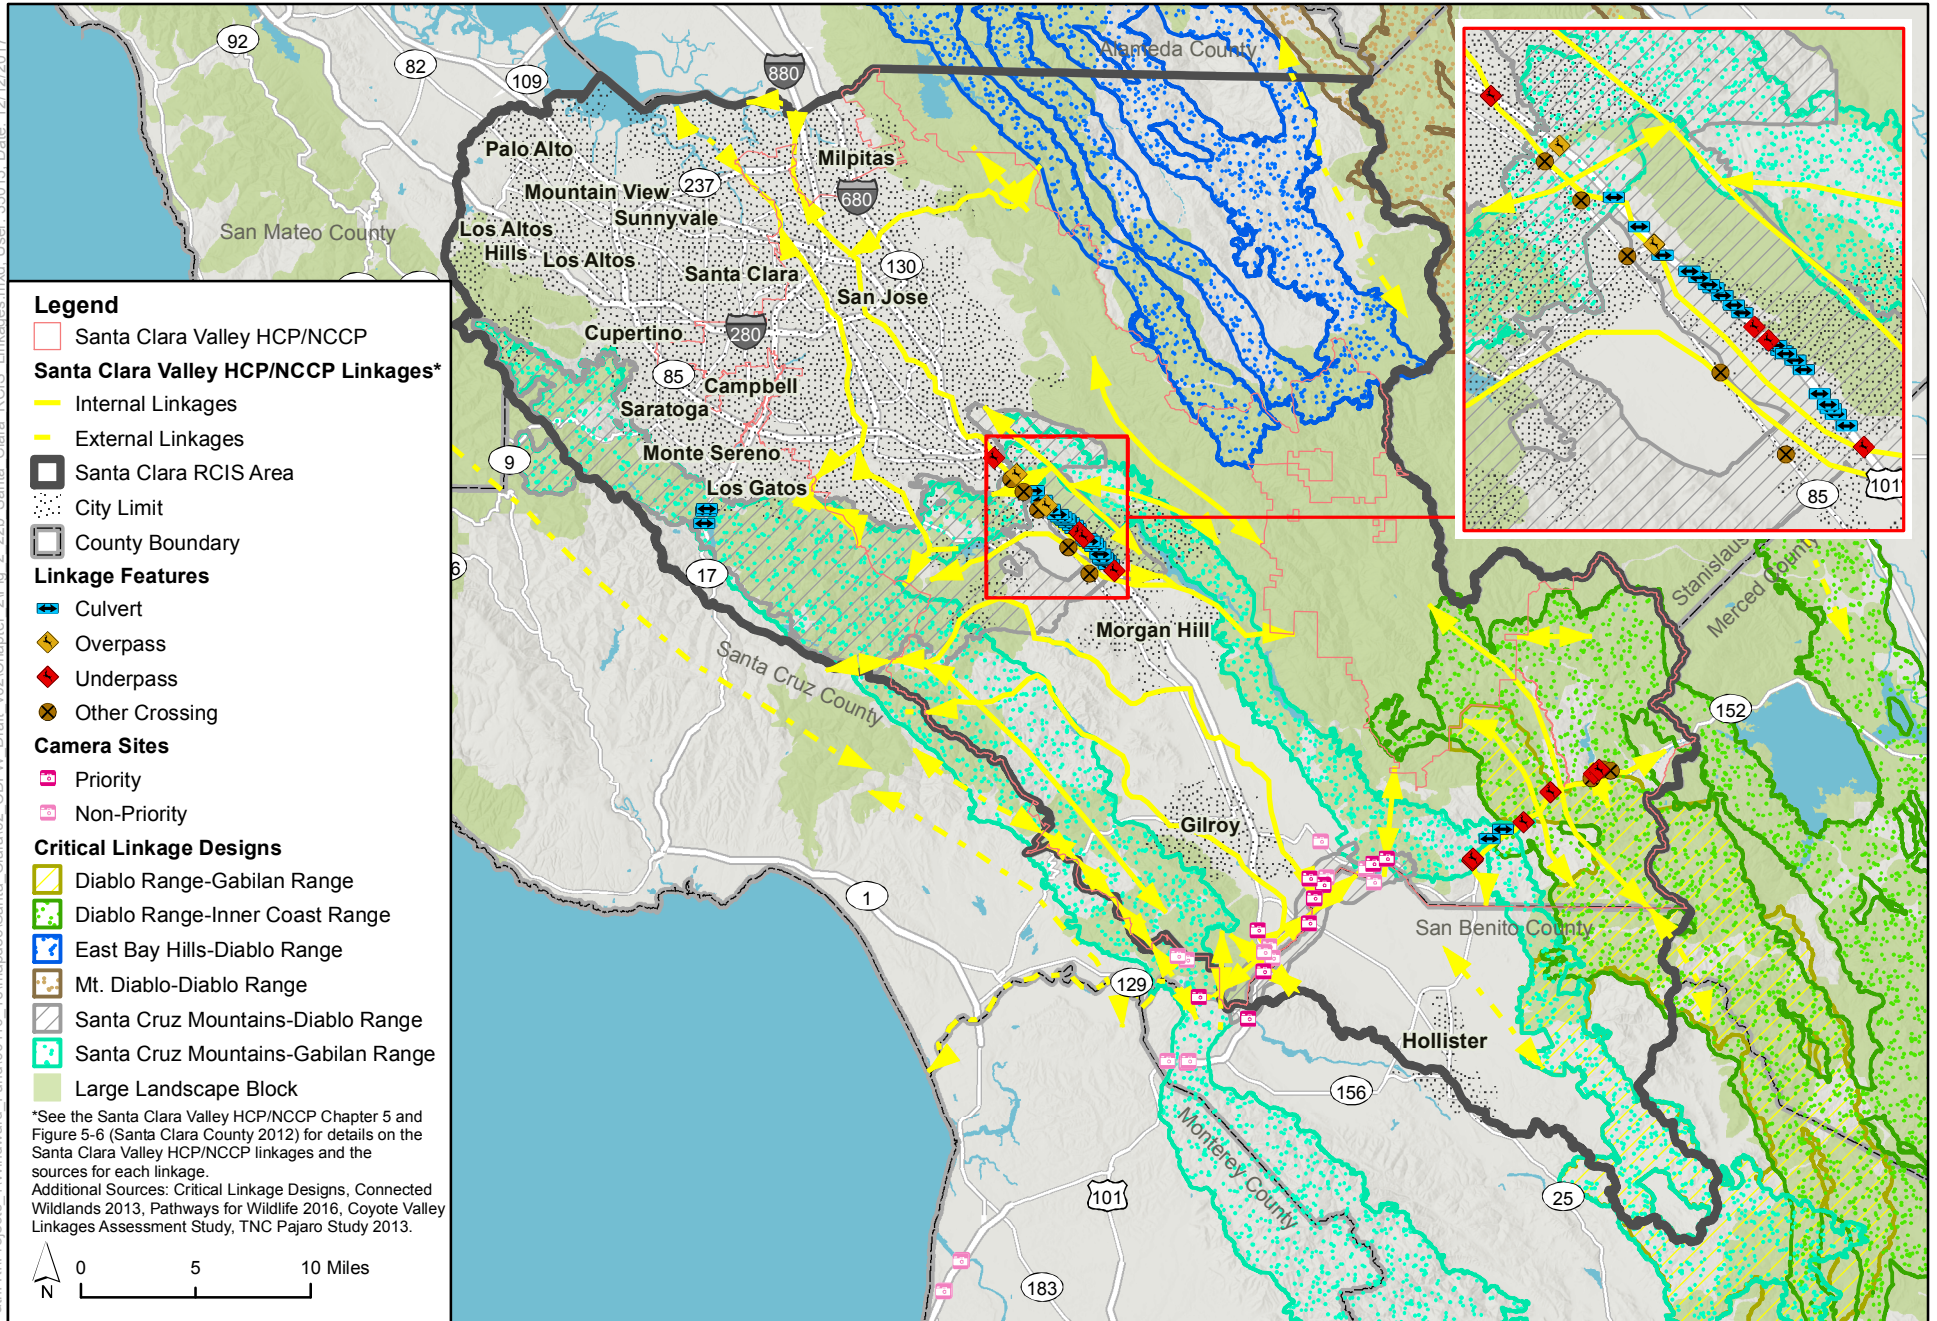 Legend
Santa Clara Valley HCP/NCCP
Santa Clara Valley HCP/NCCP Linkages*
Internal Linkages
External Linkages
Santa Clara RCIS Area
City Limit
County Boundary
Linkage Features
Culvert
Overpass
Underpass
Other Crossing
Camera Sites
Priority
Non-Priority
Critical Linkage Designs
Diablo Range-Gabilan Range
Diablo Range-Inner Coast Range
East Bay Hills-Diablo Range
Mt. Diablo-Diablo Range
Santa Cruz Mountains-Diablo Range
Santa Cruz Mountains-Gabilan Range
Large Landscape Block
*See the Santa Clara Valley HCP/NCCP Chapter 5 and
Figure 5-6 (Santa Clara County 2012) for details on the
Santa Clara Valley HCP/NCCP linkages and the
sources for each linkage.
Additional Sources: Critical Linkage Designs, Connected
Wildlands 2013, Pathways for Wildlife 2016, Coyote Valley
Linkages Assessment Study, TNC Pajaro Study 2013.
N
0 5 10 Miles
92
82
109
880
Alameda County
Palo Alto
Milpitas
Mountain View
237
680
Sunnyvale
San Mateo County
Los Altos
Hills
Los Altos
130
Santa Clara
San Jose
Cupertino
280
85
Campbell
Saratoga
Monte Sereno
9
Los Gatos
17
85
101
Stanislaus
Merced County
Morgan Hill
Santa Cruz County
152
Gilroy
1
San Benito County
129
Hollister
156
Monterey County
101
25
183